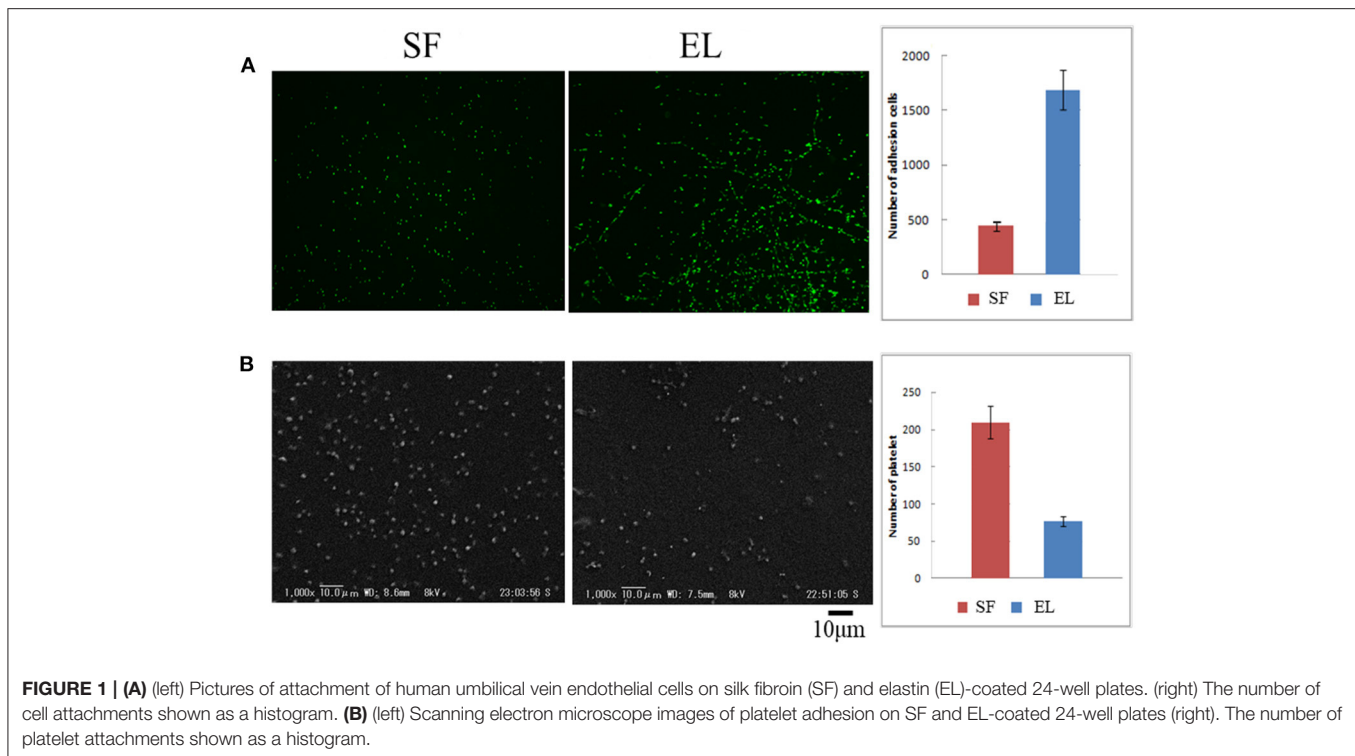 SF EL
A
2000
1500
1000
500
0
Number of adhesion cells
SF EL
B
1,000x 10.0μm WD: 8.6mm 8kV 23:03:56 S
1,000x 10.0μm WD: 7.5mm 8kV 22:51:05 S
10μm
250
200
150
100
50
0
Number of platelet
SF EL
FIGURE 1 | (A) (left) Pictures of attachment of human umbilical vein endothelial cells on silk fibroin (SF) and elastin (EL)-coated 24-well plates. (right) The number of
cell attachments shown as a histogram. (B) (left) Scanning electron microscope images of platelet adhesion on SF and EL-coated 24-well plates (right). The number of
platelet attachments shown as a histogram.